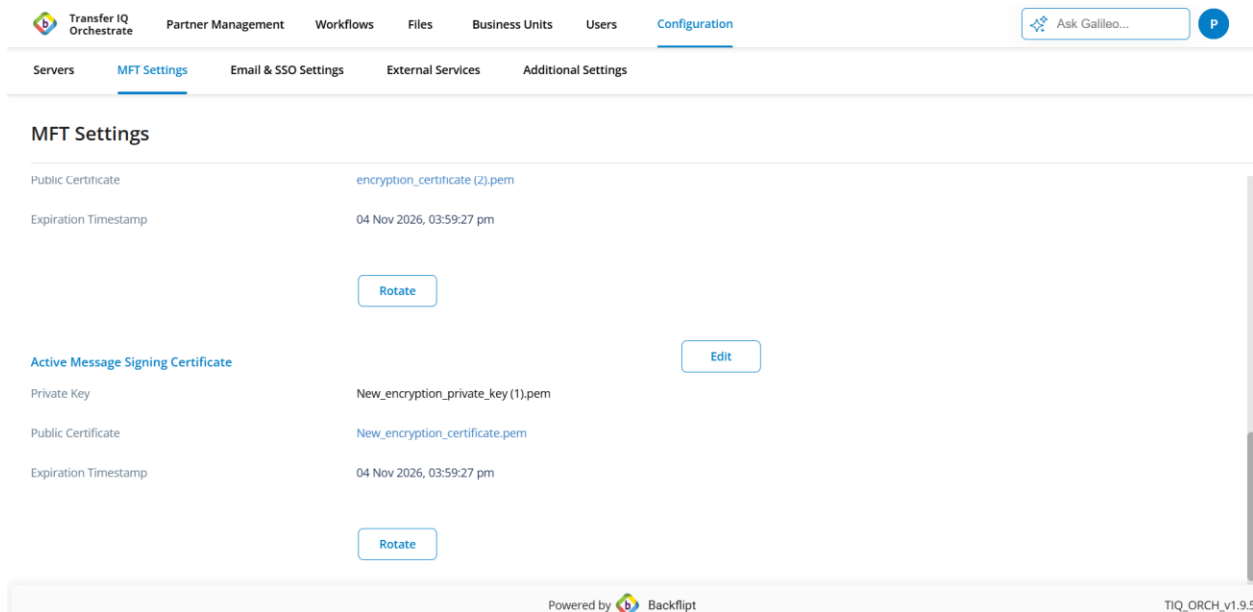 Transfer IQ Orchestrate Partner Management Workflows Files Business Units Users Configuration Ask Galileo... P
Servers MFT Settings Email & SSO Settings External Services Additional Settings
MFT Settings
Public Certificate encryption_certificate (2).pem
Expiration Timestamp 04 Nov 2026, 03:59:27 pm
Rotate
Active Message Signing Certificate Edit
Private Key New_encryption_private_key (1).pem
Public Certificate New_encryption_certificate.pem
Expiration Timestamp 04 Nov 2026, 03:59:27 pm
Rotate
Powered by b Backflipt TIQ_ORCH_v1.9.